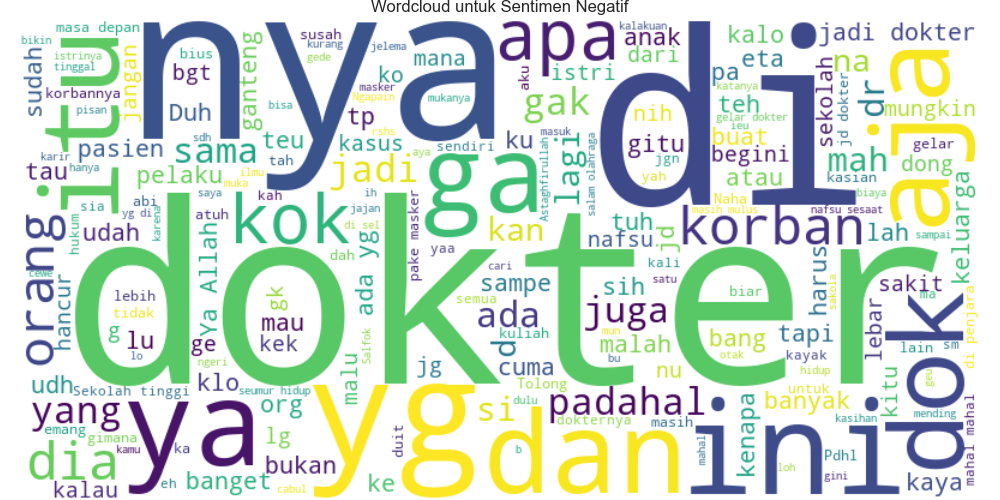 Wordcloud untuk Sentimen Negatif
masa depan
nya
susah
apa
kalakuan
kalo
di
jadi dokter
bikin
istrinya
tinggal
sudah
itu
jangan
bius
bgt
ganteng
kurang
gede
jelema
mana
anak
dari
aku
eta
pa
na
aja
korbannya
pisan
Duh
bisa
masker
Ngapain
ko
mukanya
istri
gak
katanya
teh
gelar dokter
ieu
nih
sekolah
jd dokter
dr
mungkin
pasien
sama
sdh
teu
rshs
tp
kasus
sendiri
ku
masuk
lagi
gitu
jgn
buat
begini
gelar
dong
kasian
karir
hanya
tau
pelaku
tah
ilmu
muka
jadi
aya
ga
Astaghfirullah
salam olahraga
yah
atau
Naha
masih mulus
mah
biaya
keluarga
orang
hukum
sia
abi
yg di
karena
saya
atuh
kah
ih
jajan
di sel
kok
kan
tuh
nafsu
jd
korban
nafsu sesaat
lah
sampai
udah
cewe
hancur
Ya Allah
dah
ada yg
pake masker
yaa
cari
kali
satu
dokter
lebih
tidak
g
lu
lo
ge
gk
mau
kek
ngeri
Salfok
malu
semua
sampe
ada
kuliah
d
sih
juga
mun
malah
bu
biar
bang
otak
harus
sakola
tapi
kayak
hidup
sakit
ma
lebar
lain
sm
di penjara
udh
Sekolah tinggi
klo
seumur hidup
org
jg
cuma
Tolong
dulu
nu
untuk
banyak
kitu
geu
dok
kasihan
mending
yang
emang
gimana
kamu
ya
ka
lg
bukan
yg
duit
si
dan
padahal
dokternya
masih
ini
mahal
kenapa
loh
Pdhl
gini
mahal mahal
dia
kalau
eh
banget
cabul
ke
b
kaya